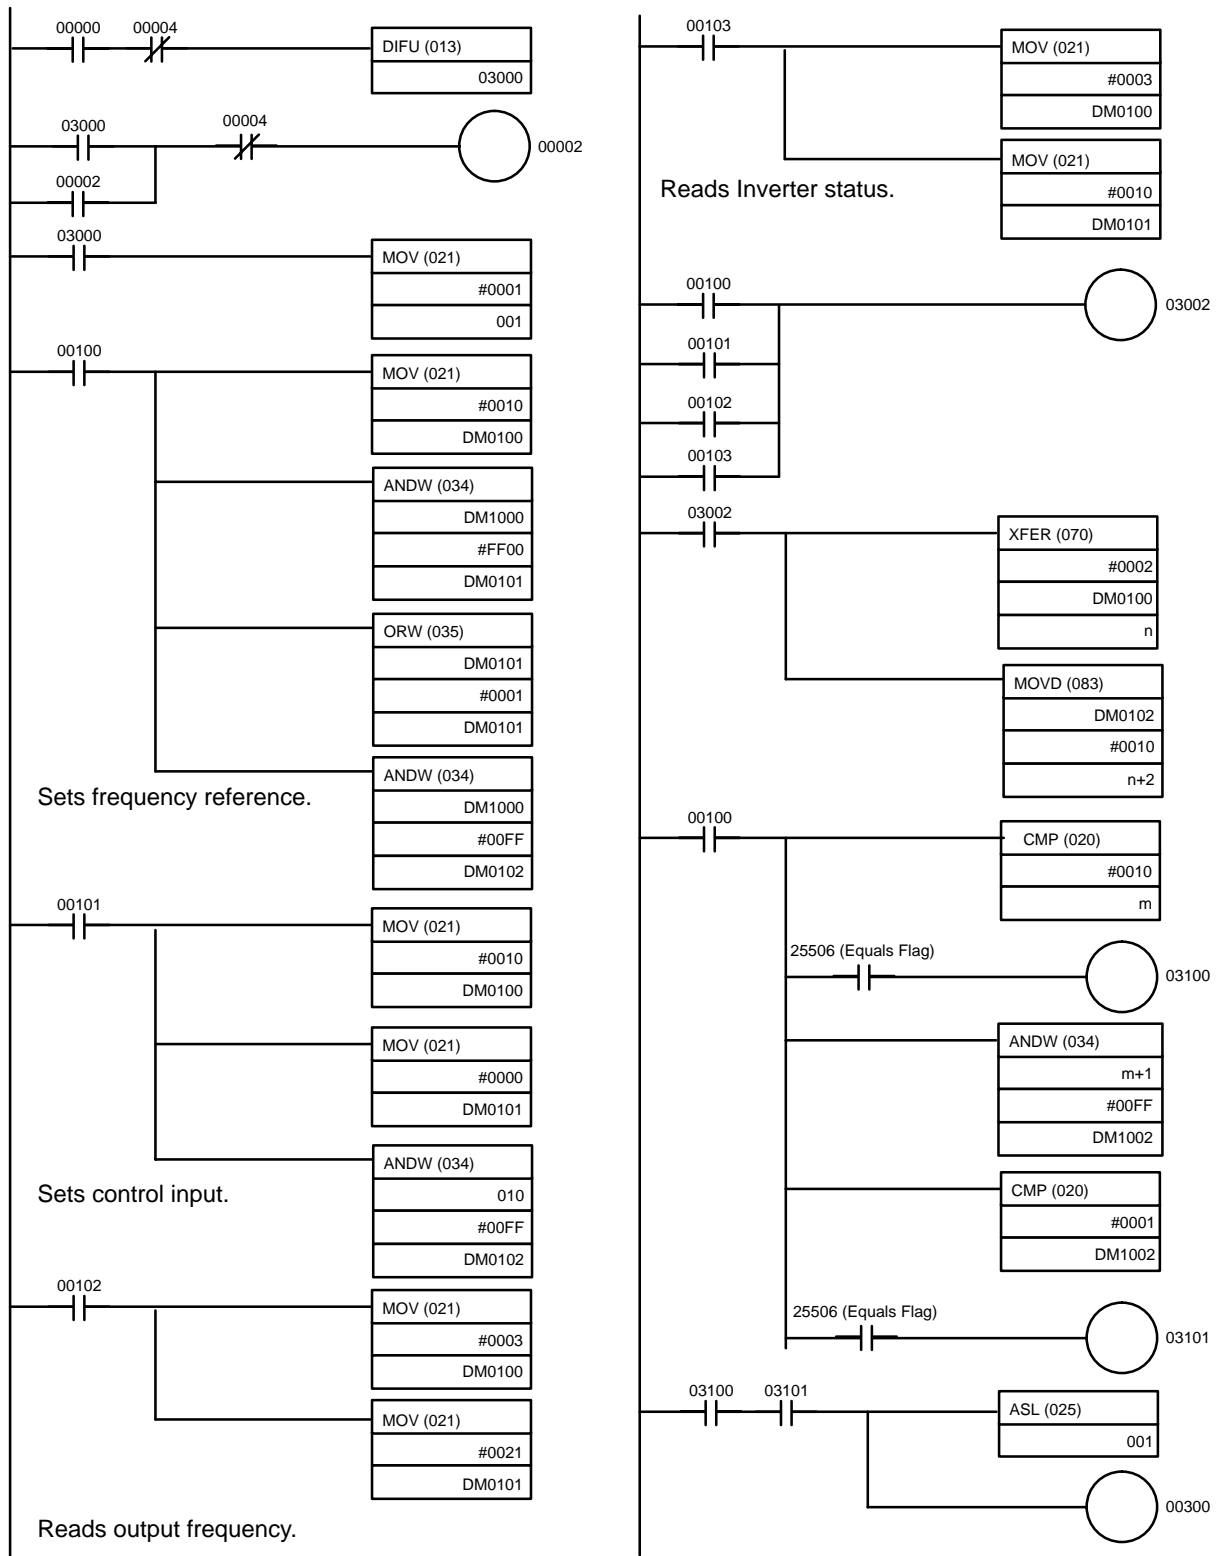 00000 00004
DIFU (013)
03000
03000
00004
00002
00002
03000
MOV (021)
#0001
001
00100
MOV (021)
#0010
DM0100
ANDW (034)
DM1000
#FF00
DM0101
ORW (035)
DM0101
#0001
DM0101
Sets frequency reference.
ANDW (034)
DM1000
#00FF
DM0102
00101
MOV (021)
#0010
DM0100
MOV (021)
#0000
DM0101
Sets control input.
ANDW (034)
010
#00FF
DM0102
00102
MOV (021)
#0003
DM0100
MOV (021)
#0021
DM0101
Reads output frequency.
00103
MOV (021)
#0003
DM0100
MOV (021)
#0010
DM0101
Reads Inverter status.
00100
03002
00101
00102
00103
03002
XFER (070)
#0002
DM0100
n
MOVD (083)
DM0102
#0010
n+2
00100
CMP (020)
#0010
m
25506 (Equals Flag)
03100
ANDW (034)
m+1
#00FF
DM1002
CMP (020)
#0001
DM1002
25506 (Equals Flag)
03101
03100 03101
ASL (025)
001
00300